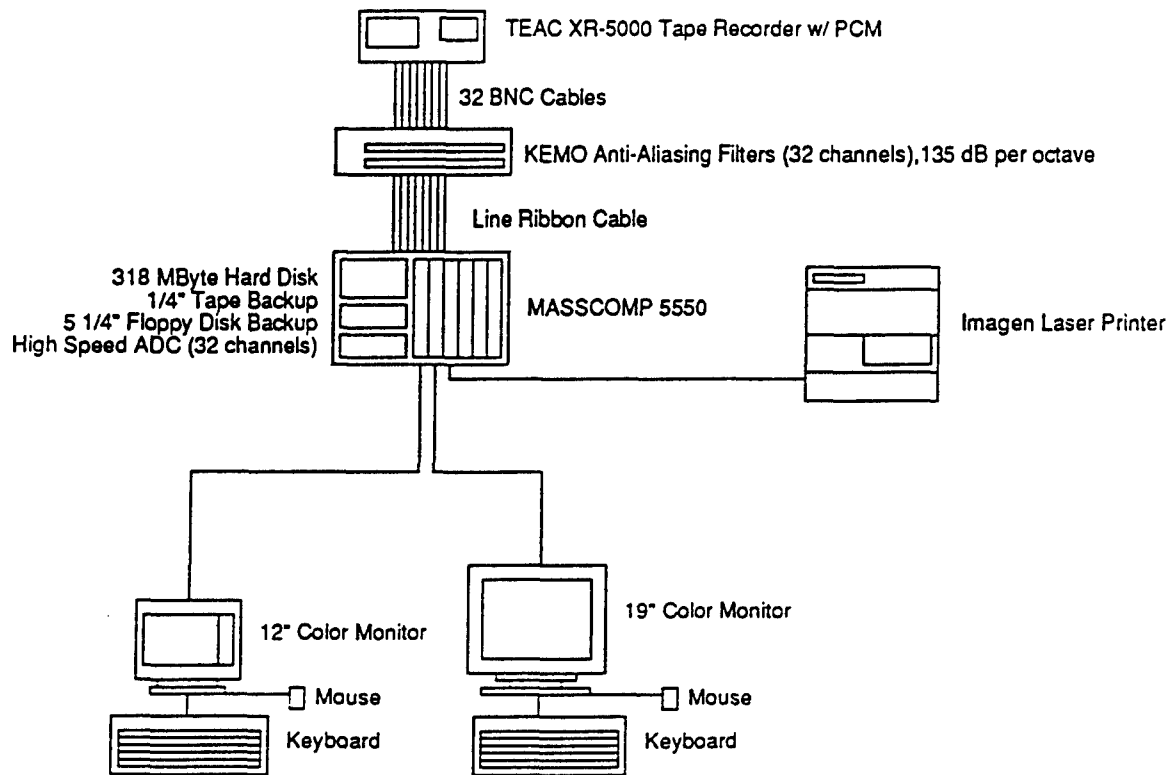 TEAC XR-5000 Tape Recorder w/ PCM
32 BNC Cables
KEMO Anti-Aliasing Filters (32 channels),135 dB per octave
Line Ribbon Cable
318 MByte Hard Disk
1/4" Tape Backup
5 1/4" Floppy Disk Backup
High Speed ADC (32 channels)
MASSCOMP 5550
Imagen Laser Printer
12" Color Monitor
19" Color Monitor
Mouse
Mouse
Keyboard
Keyboard